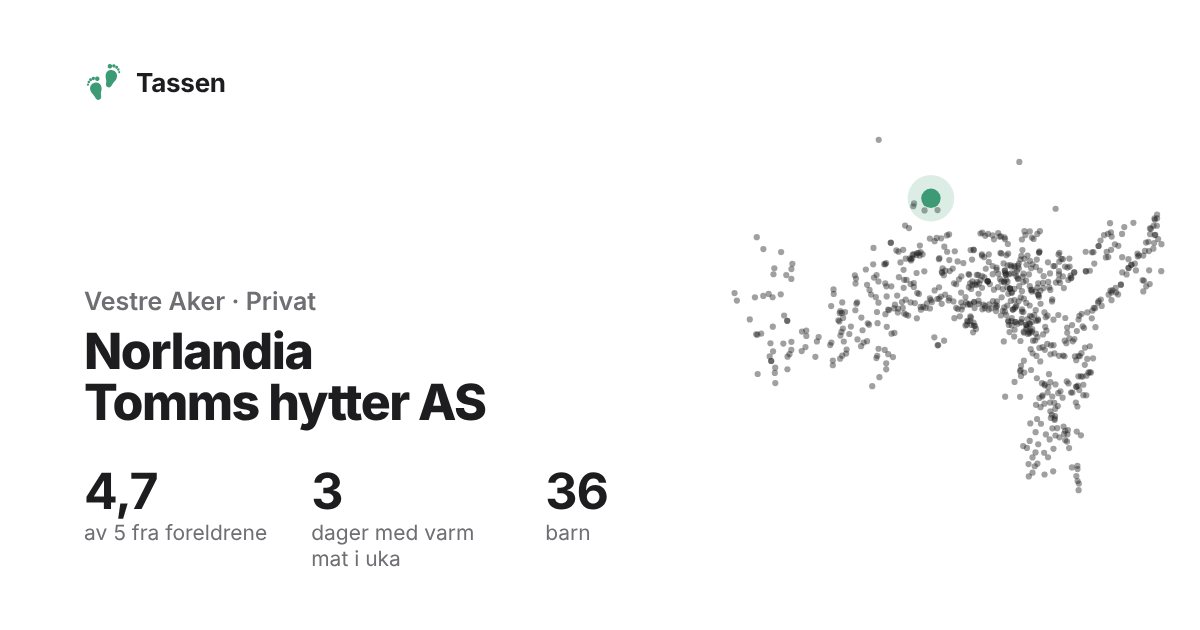 Tassen
Vestre Aker · Privat
Norlandia
Tomms hytter AS
4,7
av 5 fra foreldrene
3
dager med varm
mat i uka
36
barn